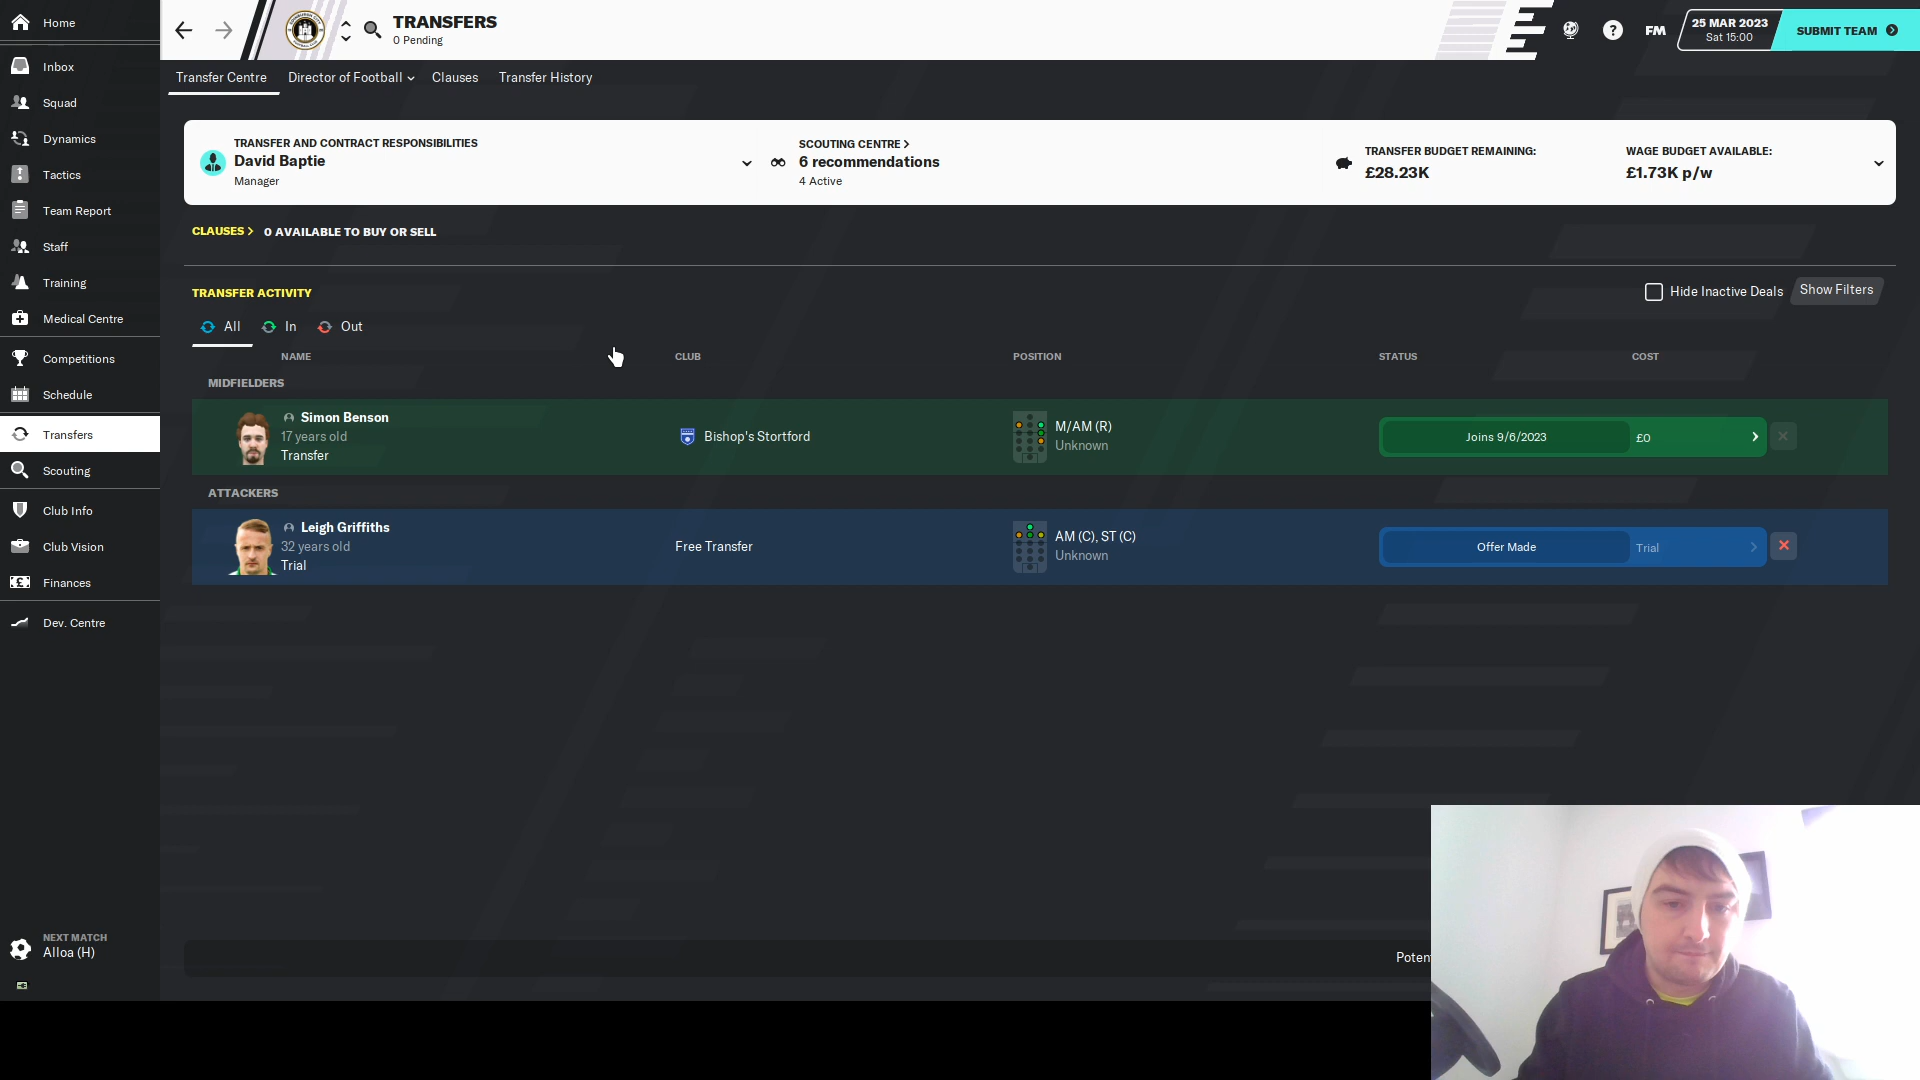 Home
Inbox
Squad
Dynamics
Tactics
Team Report
Staff
Training
Medical Centre
Competitions
Schedule
Transfers
Scouting
Club Info
Club Vision
Finances
Dev. Centre
NEXT MATCH
Alloa (H)
TRANSFERS
0 Pending
?
FM
25 MAR 2023
Sat 15:00
SUBMIT TEAM
Transfer Centre Director of Football Clauses Transfer History
TRANSFER AND CONTRACT RESPONSIBILITIES
David Baptie
Manager
SCOUTING CENTRE >
6 recommendations
4 Active
TRANSFER BUDGET REMAINING:
£28.23K
WAGE BUDGET AVAILABLE:
£1.73K p/w
CLAUSES > 0 AVAILABLE TO BUY OR SELL
TRANSFER ACTIVITY
Hide Inactive Deals Show Filters
All In Out
NAME CLUB POSITION STATUS COST
MIDFIELDERS
Simon Benson
17 years old
Transfer
Bishop's Stortford
M/AM (R)
Unknown
Joins 9/6/2023 £0
ATTACKERS
Leigh Griffiths
32 years old
Trial
Free Transfer
AM (C), ST (C)
Unknown
Offer Made Trial
Poten